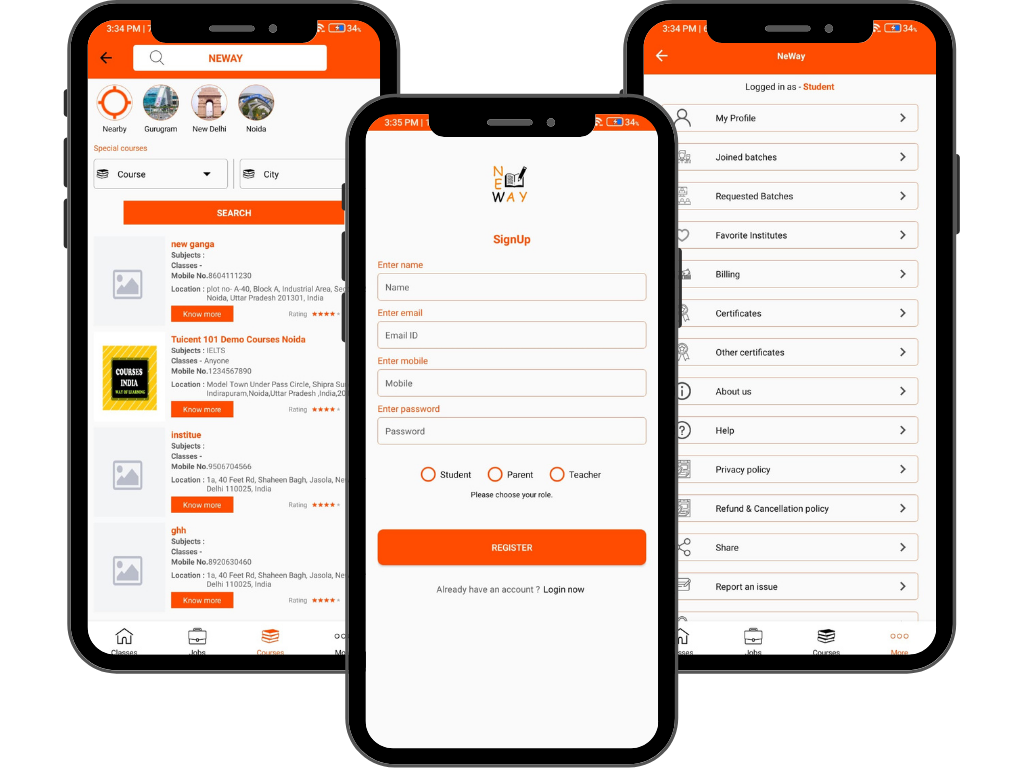 3:34 PM | 7
34%
NEWAY
Nearby
Gurugram
New Delhi
Noida
Special courses
Course
City
SEARCH
new ganga
Subjects :
Classes -
Mobile No.8604111230
Location : plot no- A-40, Block A, Industrial Area, Sec
Noida, Uttar Pradesh 201301, India
Know more
Rating
COURSES
INDIA
WAY OF LEARNING
Tuicent 101 Demo Courses Noida
Subjects : IELTS
Classes - Anyone
Mobile No.1234567890
Location : Model Town Under Pass Circle, Shipra Su
Indirapuram,Noida,Uttar Pradesh ,India,20
Know more
Rating
institue
Subjects :
Classes -
Mobile No.9506704566
Location : 1a, 40 Feet Rd, Shaheen Bagh, Jasola, Ne
Delhi 110025, India
Know more
Rating
ghh
Subjects :
Classes -
Mobile No.8920630460
Location : 1a, 40 Feet Rd, Shaheen Bagh, Jasola, Ne
Delhi 110025, India
Know more
Rating
Classes
Jobs
Courses
Mo
3:35 PM | 1
34%
N
E
WAY
SignUp
Enter name
Name
Enter email
Email ID
Enter mobile
Mobile
Enter password
Password
Student
Parent
Teacher
Please choose your role.
REGISTER
Already have an account ? Login now
3:34 PM | 6
34%
NeWay
Logged in as - Student
My Profile
Joined batches
Requested Batches
Favorite Institutes
Billing
Certificates
Other certificates
About us
Help
Privacy policy
Refund & Cancellation policy
Share
Report an issue
sses
Jobs
Courses
More